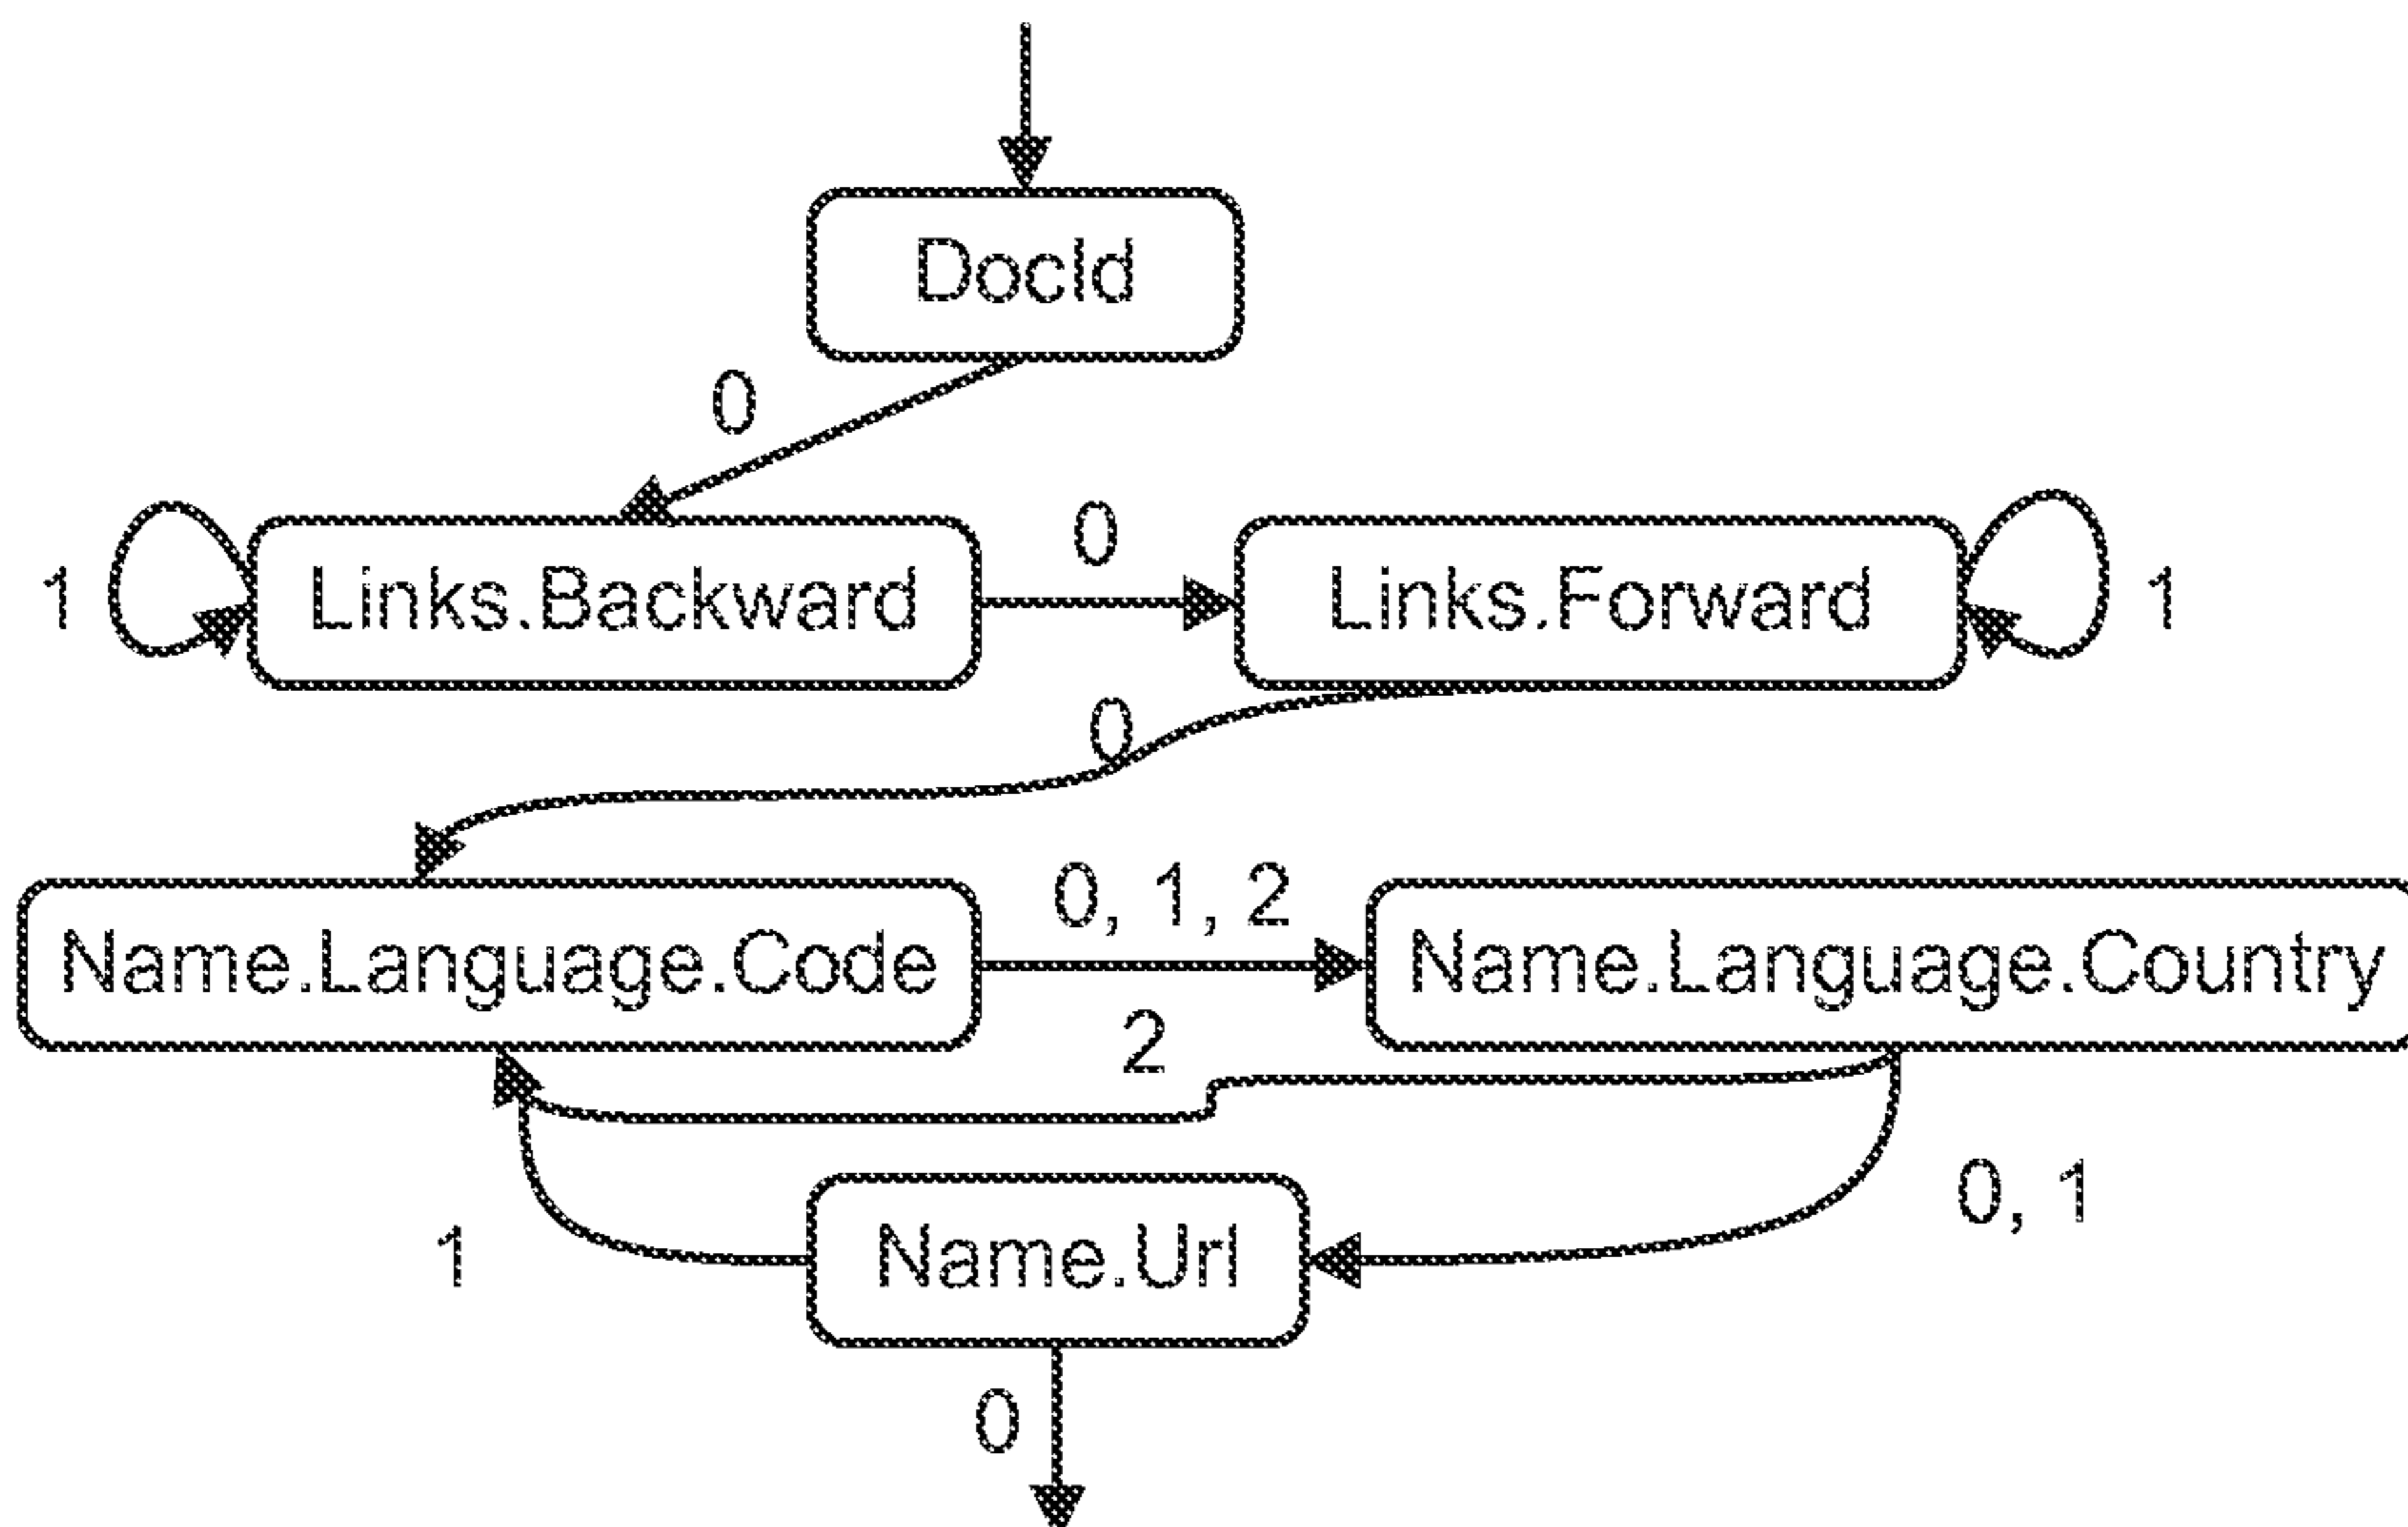 DocId
0
0
1 Links.Backward Links.Forward 1
0
0, 1, 2
Name.Language.Code Name.Language.Country
2
0, 1
1 Name.Url
0